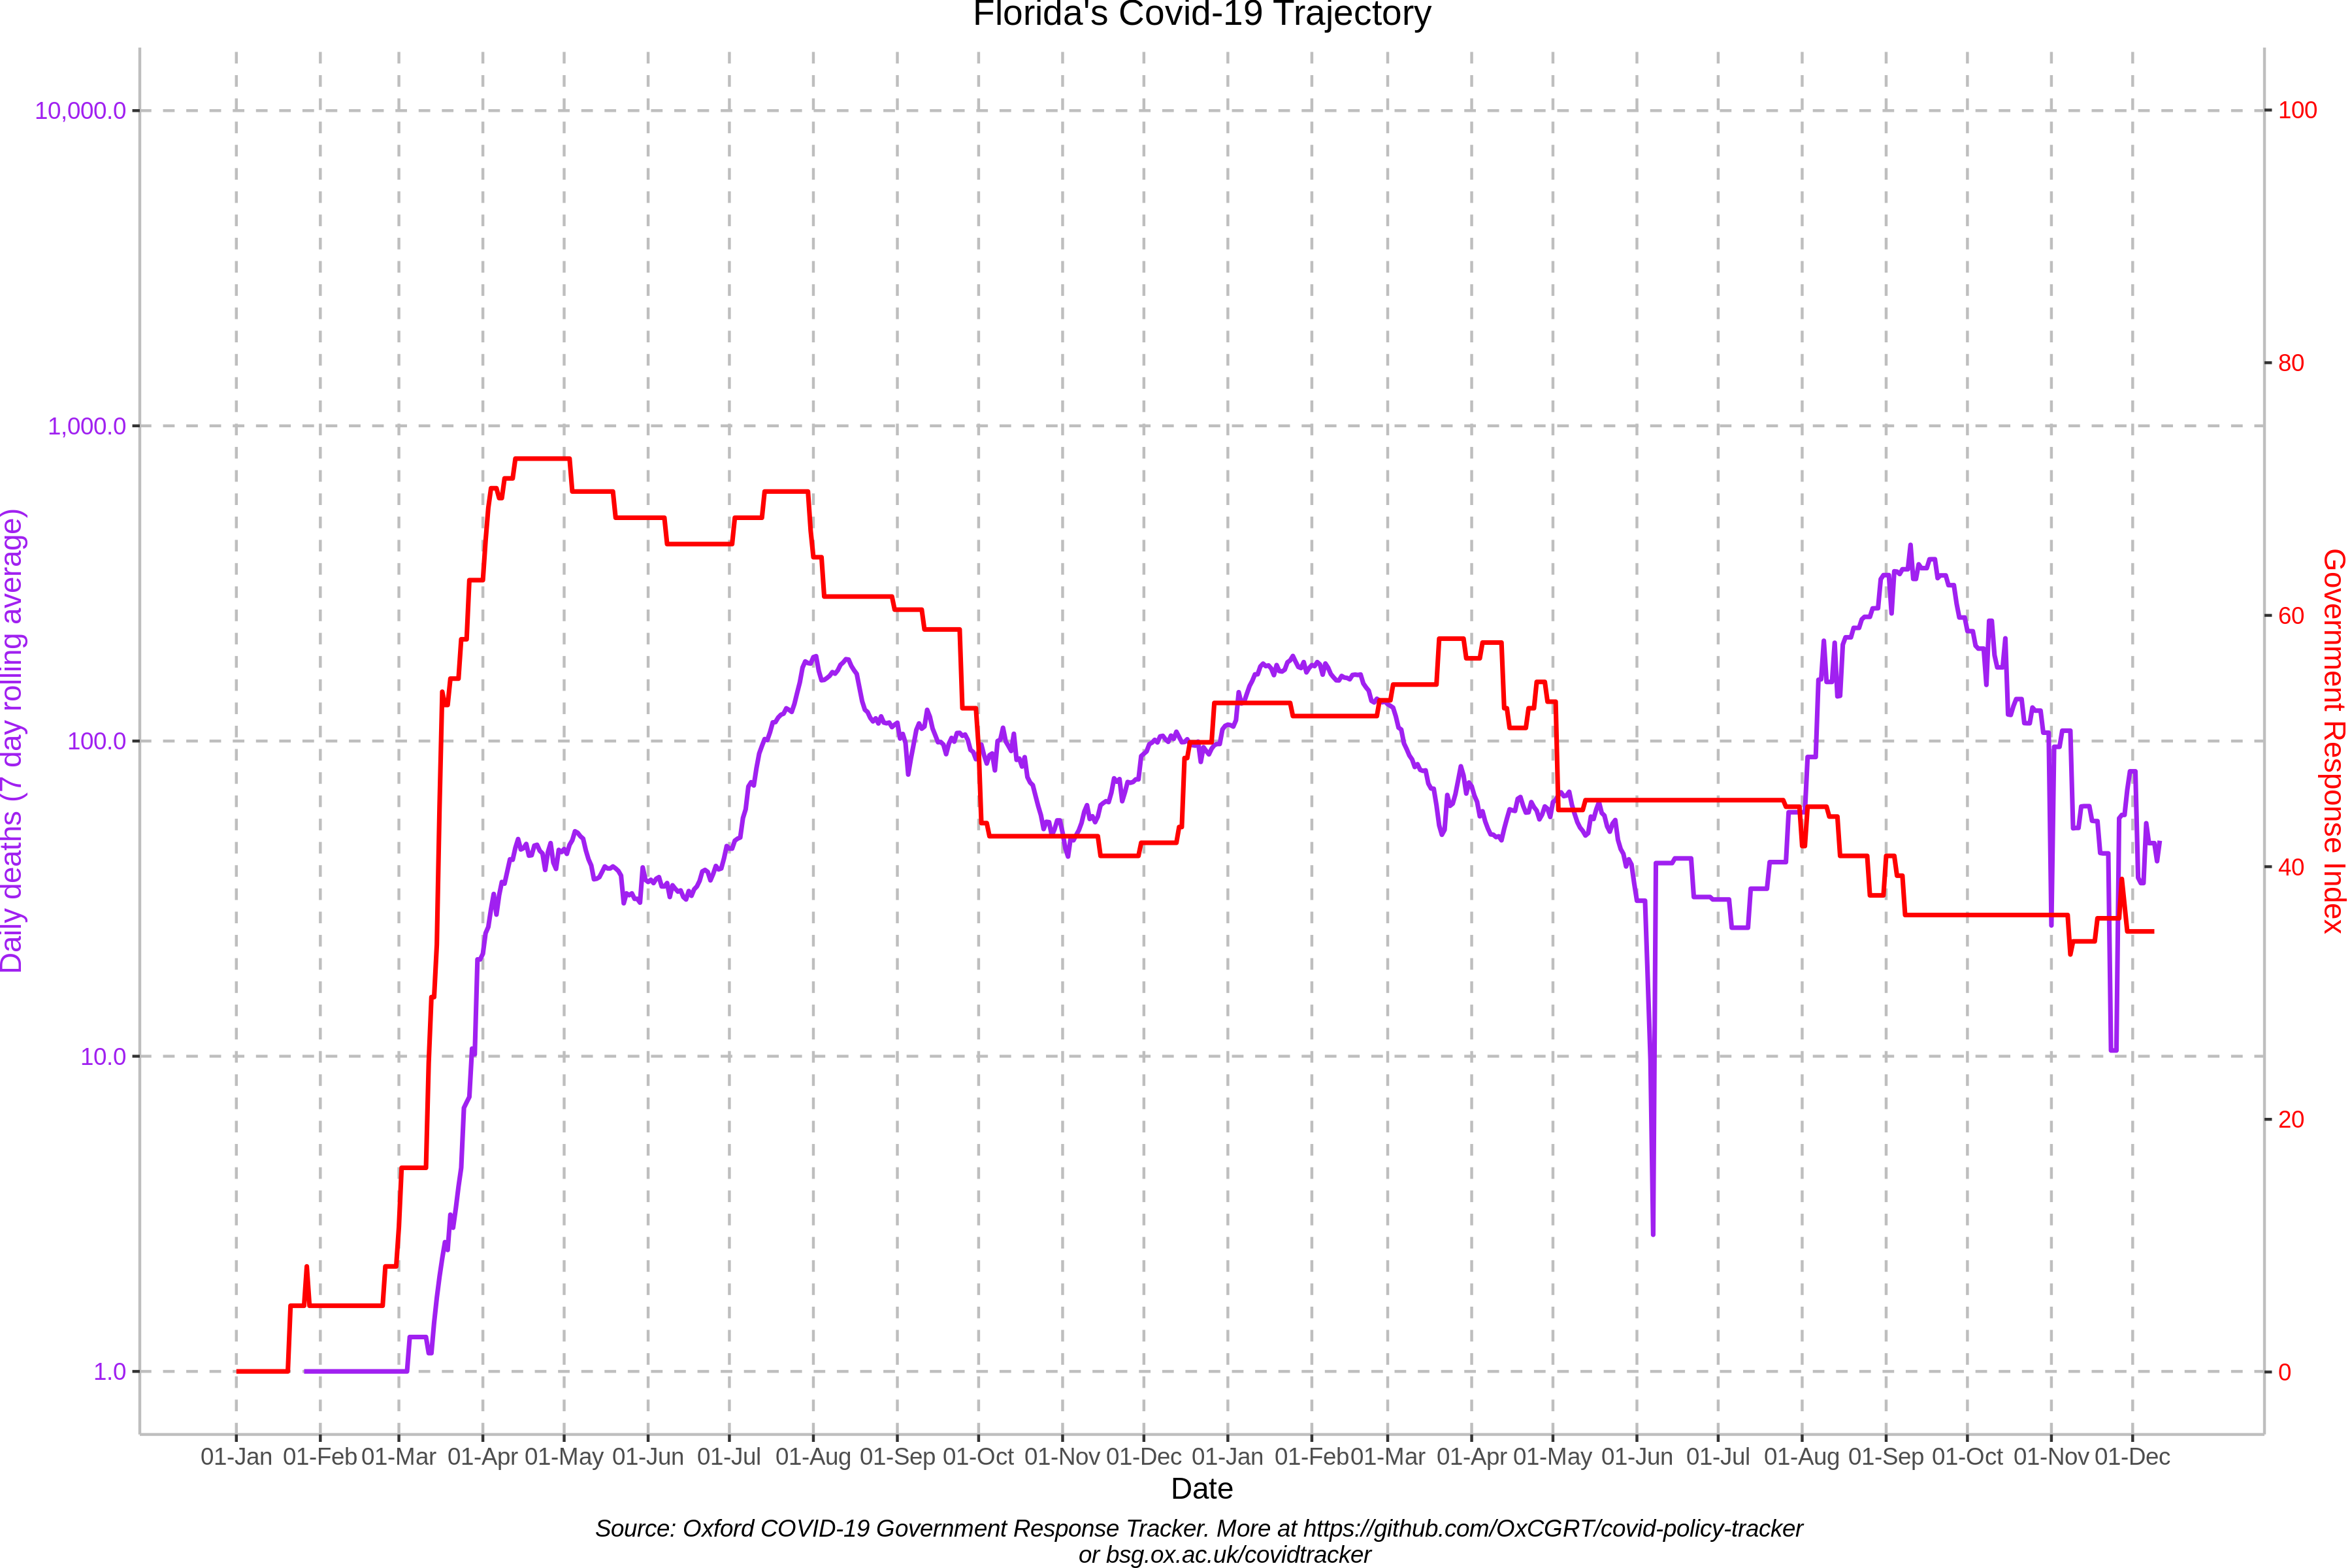 Florida's Covid-19 Trajectory
10,000.0
1,000.0
100.0
10.0
1.0
Daily deaths (7 day rolling average)
100
80
60
40
20
0
Government Response Index
01-Jan 01-Feb 01-Mar 01-Apr 01-May 01-Jun 01-Jul 01-Aug 01-Sep 01-Oct 01-Nov 01-Dec 01-Jan 01-Feb 01-Mar 01-Apr 01-May 01-Jun 01-Jul 01-Aug 01-Sep 01-Oct 01-Nov 01-Dec
Date
Source: Oxford COVID-19 Government Response Tracker. More at https://github.com/OxCGRT/covid-policy-tracker
or bsg.ox.ac.uk/covidtracker